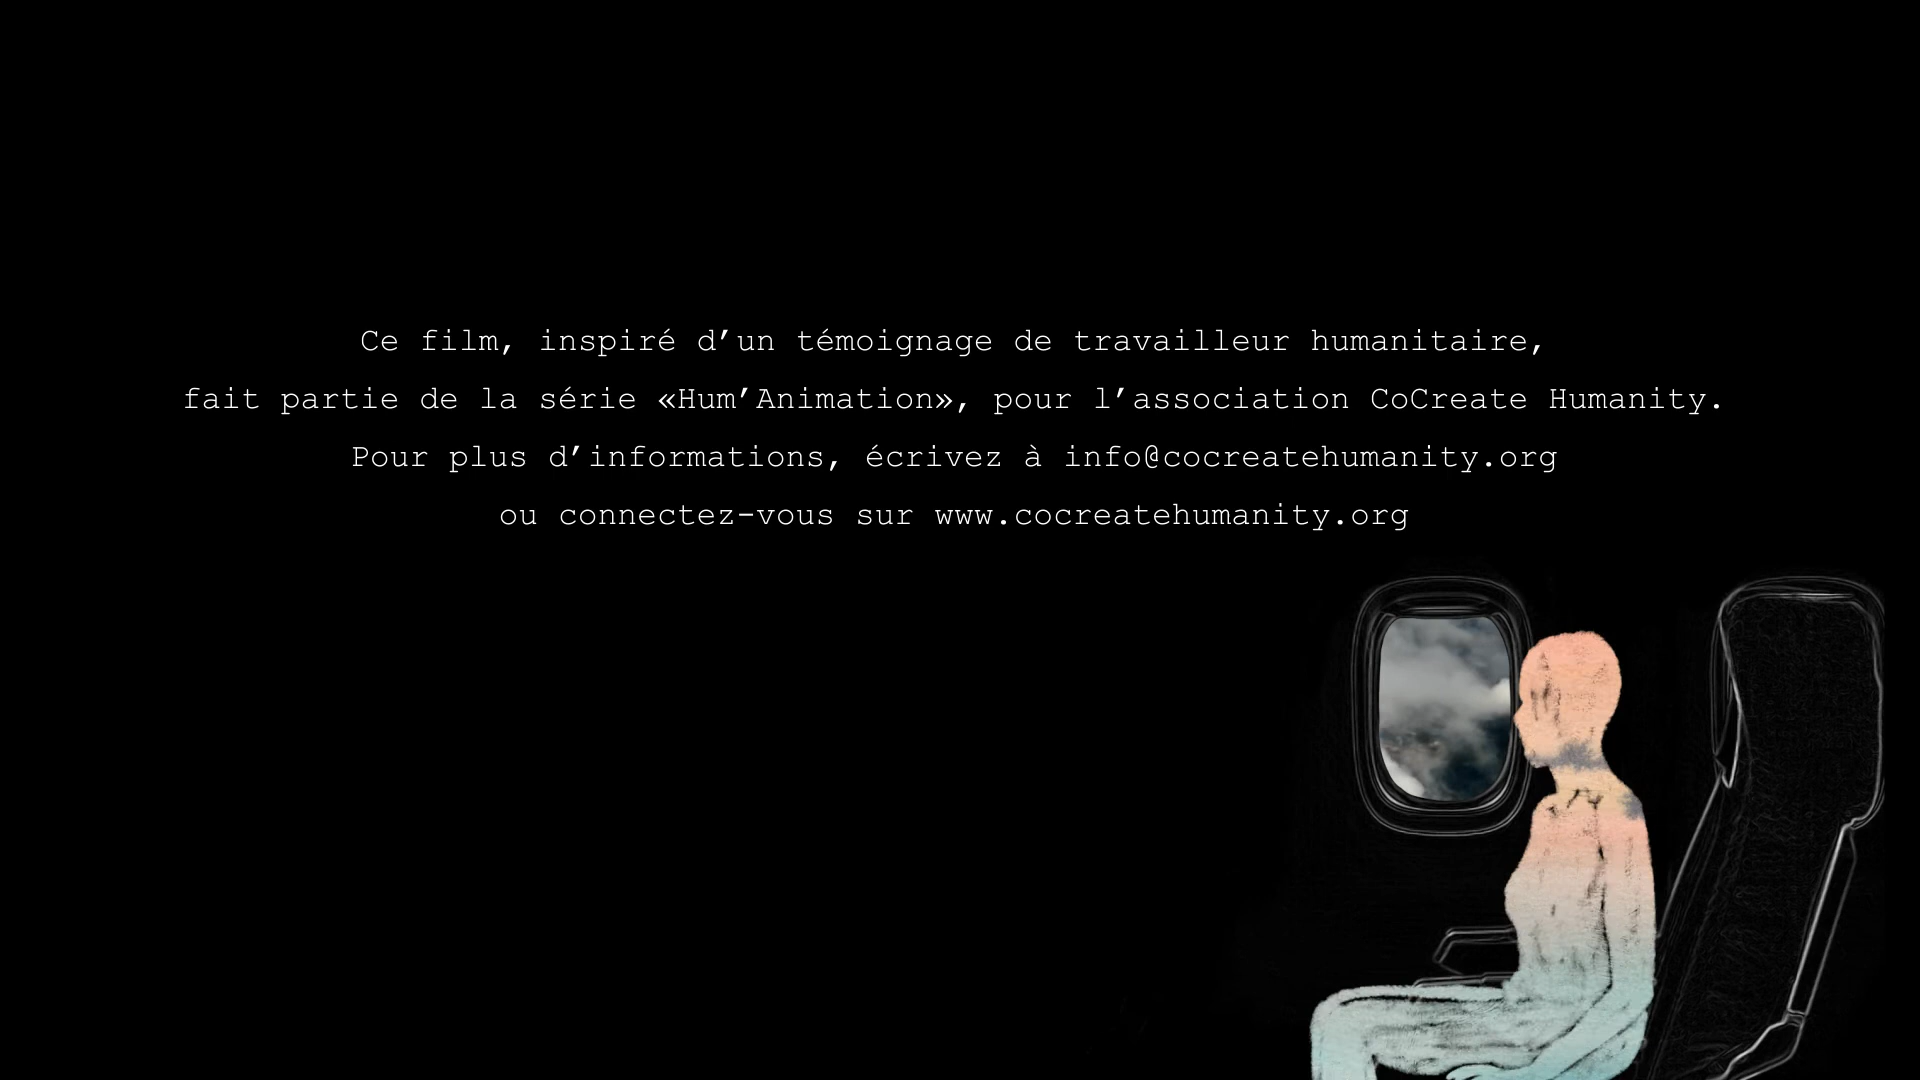 Ce film, inspiré d’un témoignage de travailleur humanitaire,
fait partie de la série «Hum’Animation», pour l’association CoCreate Humanity.
Pour plus d’informations, écrivez à info@cocreatehumanity.org
ou connectez-vous sur www.cocreatehumanity.org